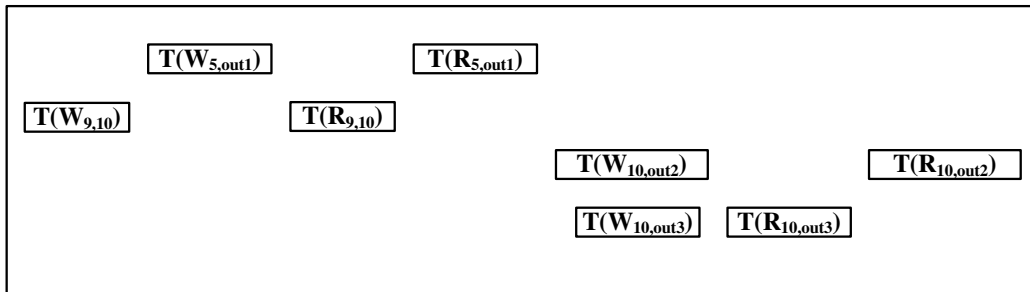 T(W5,out1) T(R5,out1)
T(W9,10) T(R9,10)
T(W10,out2) T(R10,out2)
T(W10,out3) T(R10,out3)